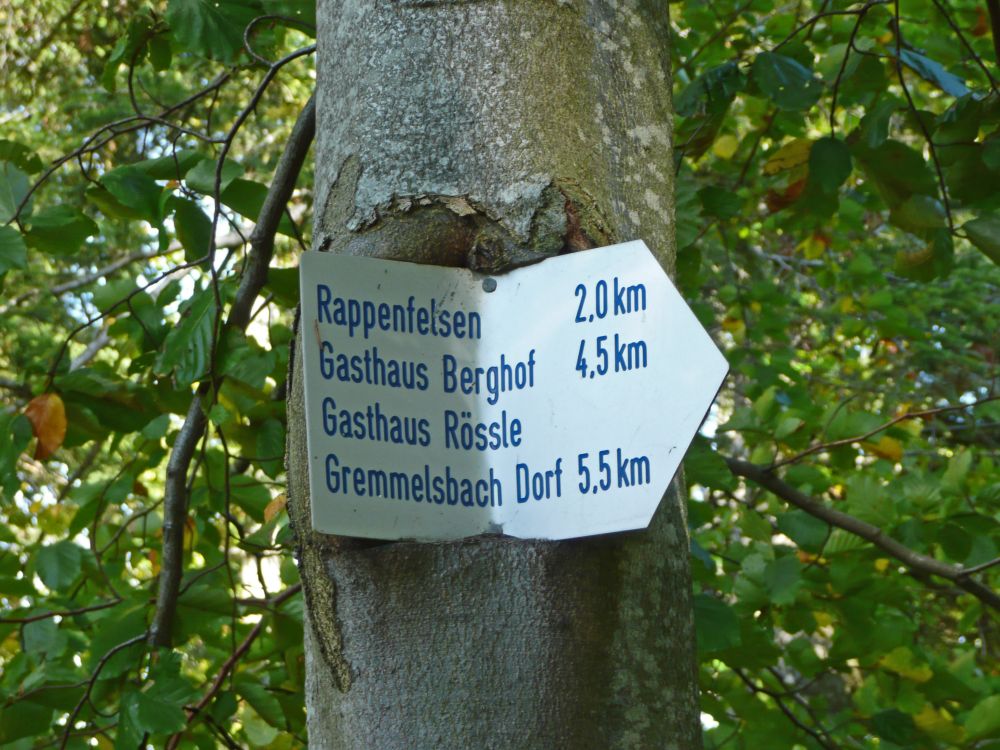 Rappenfelsen 2,0 km
Gasthaus Berghof 4,5 km
Gasthaus Rössle
Gremmelsbach Dorf 5,5 km